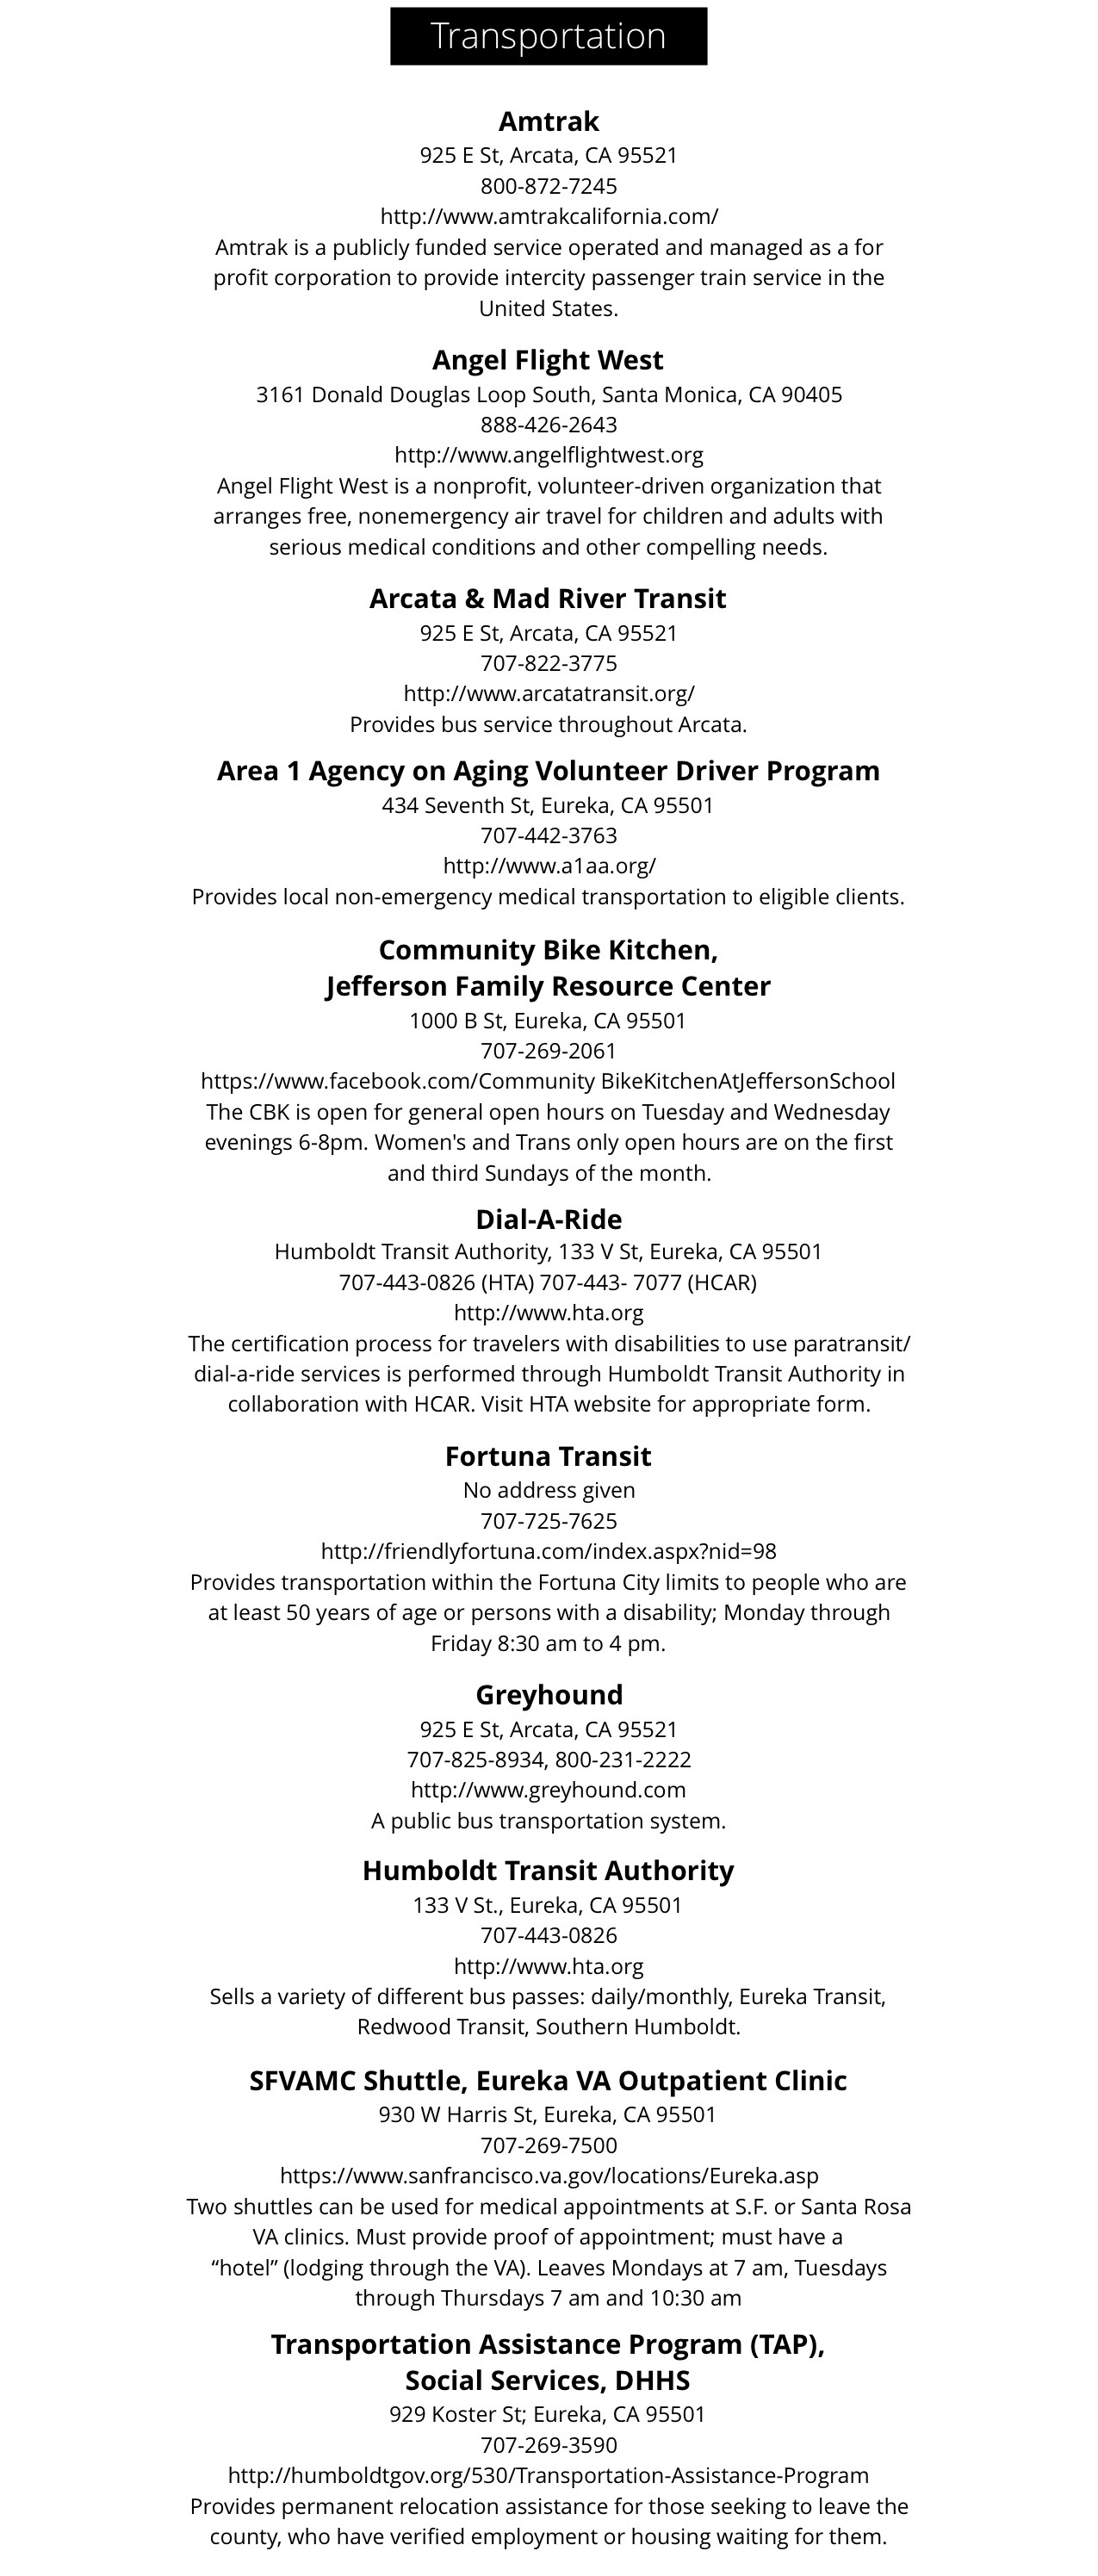 Transportation
Amtrak
925 E St, Arcata, CA 95521
800-872-7245
http://www.amtrakcalifornia.com/
Amtrak is a publicly funded service operated and managed as a for
profit corporation to provide intercity passenger train service in the
United States.
Angel Flight West
3161 Donald Douglas Loop South, Santa Monica, CA 90405
888-426-2643
http://www.angelflightwest.org
Angel Flight West is a nonprofit, volunteer-driven organization that
arranges free, nonemergency air travel for children and adults with
serious medical conditions and other compelling needs.
Arcata & Mad River Transit
925 E St, Arcata, CA 95521
707-822-3775
http://www.arcatatransit.org/
Provides bus service throughout Arcata.
Area 1 Agency on Aging Volunteer Driver Program
434 Seventh St, Eureka, CA 95501
707-442-3763
http://www.a1aa.org/
Provides local non-emergency medical transportation to eligible clients.
Community Bike Kitchen,
Jefferson Family Resource Center
1000 B St, Eureka, CA 95501
707-269-2061
https://www.facebook.com/Community BikeKitchenAtJeffersonSchool
The CBK is open for general open hours on Tuesday and Wednesday
evenings 6-8pm. Women's and Trans only open hours are on the first
and third Sundays of the month.
Dial-A-Ride
Humboldt Transit Authority, 133 V St, Eureka, CA 95501
707-443-0826 (HTA) 707-443- 7077 (HCAR)
http://www.hta.org
The certification process for travelers with disabilities to use paratransit/
dial-a-ride services is performed through Humboldt Transit Authority in
collaboration with HCAR. Visit HTA website for appropriate form.
Fortuna Transit
No address given
707-725-7625
http://friendlyfortuna.com/index.aspx?nid=98
Provides transportation within the Fortuna City limits to people who are
at least 50 years of age or persons with a disability; Monday through
Friday 8:30 am to 4 pm.
Greyhound
925 E St, Arcata, CA 95521
707-825-8934, 800-231-2222
http://www.greyhound.com
A public bus transportation system.
Humboldt Transit Authority
133 V St., Eureka, CA 95501
707-443-0826
http://www.hta.org
Sells a variety of different bus passes: daily/monthly, Eureka Transit,
Redwood Transit, Southern Humboldt.
SFVAMC Shuttle, Eureka VA Outpatient Clinic
930 W Harris St, Eureka, CA 95501
707-269-7500
https://www.sanfrancisco.va.gov/locations/Eureka.asp
Two shuttles can be used for medical appointments at S.F. or Santa Rosa
VA clinics. Must provide proof of appointment; must have a
“hotel” (lodging through the VA). Leaves Mondays at 7 am, Tuesdays
through Thursdays 7 am and 10:30 am
Transportation Assistance Program (TAP),
Social Services, DHHS
929 Koster St; Eureka, CA 95501
707-269-3590
http://humboldtgov.org/530/Transportation-Assistance-Program
Provides permanent relocation assistance for those seeking to leave the
county, who have verified employment or housing waiting for them.